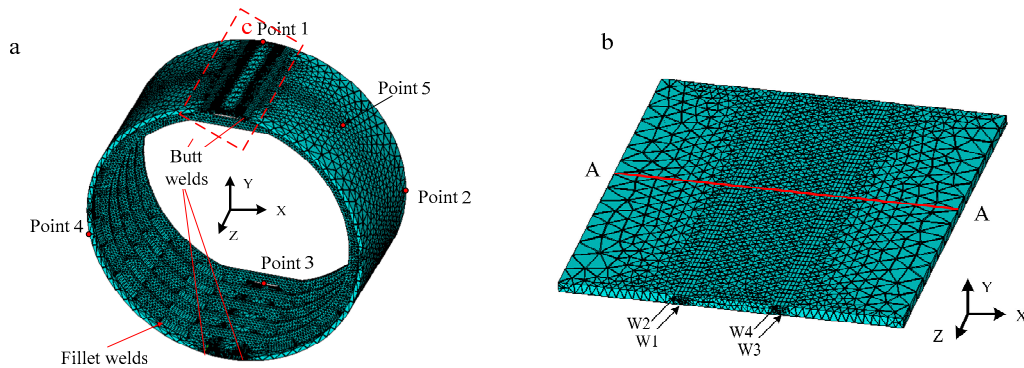 a
c
Point 1
Point 5
Butt
welds
Y
X
Z
Point 2
Point 4
Point 3
Fillet welds
b
A
A
W2
W1
W4
W3
Y
X
Z